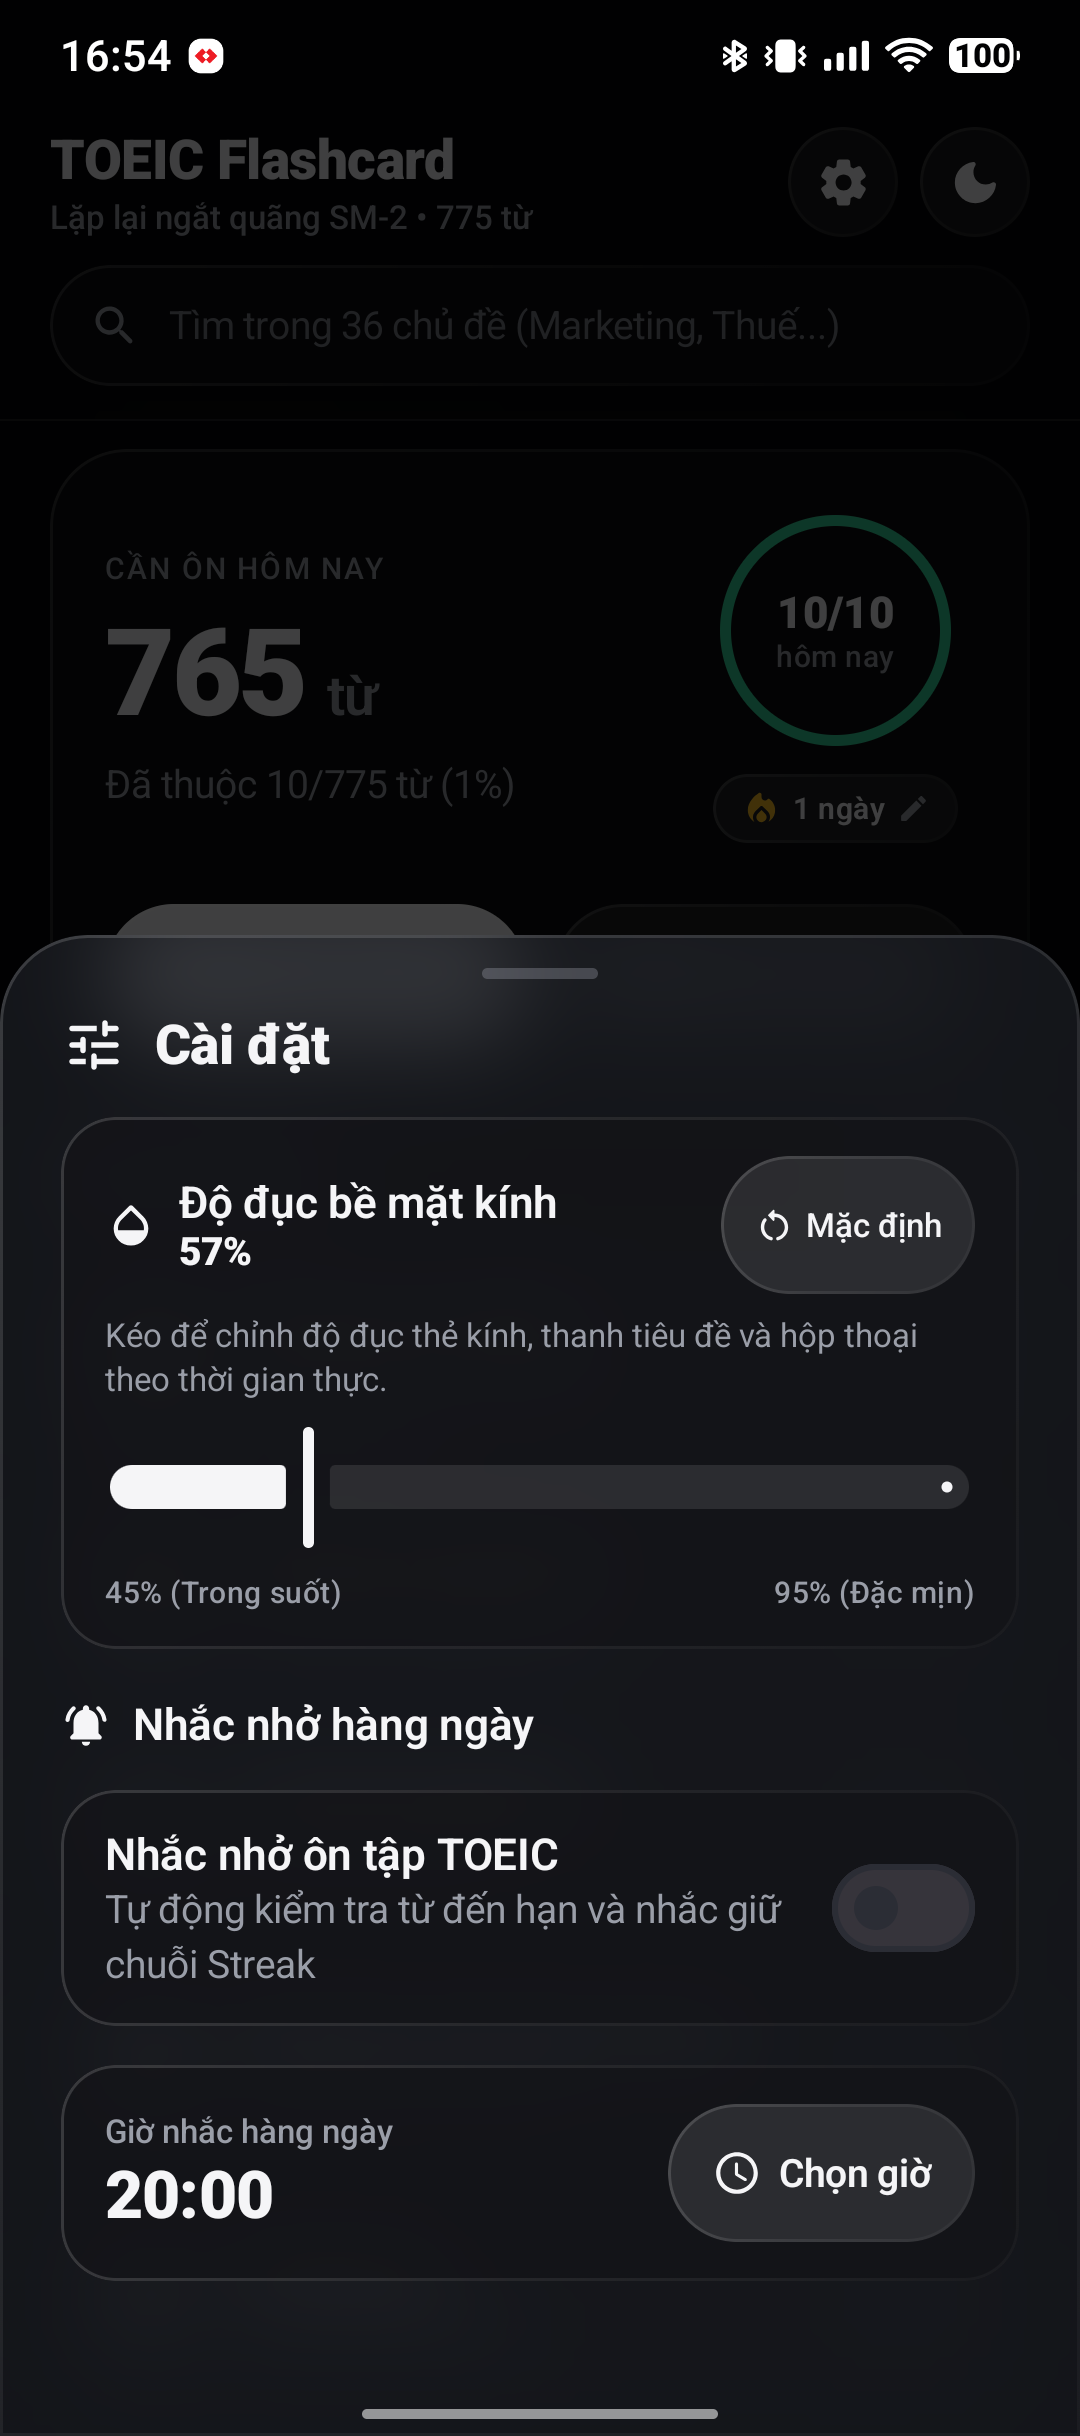 16:54
100
TOEIC Flashcard
Lặp lại ngắt quãng SM-2 • 775 từ
Tìm trong 36 chủ đề (Marketing, Thuế...)
CẦN ÔN HÔM NAY
765 từ
Đã thuộc 10/775 từ (1%)
10/10
hôm nay
1 ngày
Cài đặt
Độ đục bề mặt kính
57%
Mặc định
Kéo để chỉnh độ đục thẻ kính, thanh tiêu đề và hộp thoại
theo thời gian thực.
45% (Trong suốt)
95% (Đặc mịn)
Nhắc nhở hàng ngày
Nhắc nhở ôn tập TOEIC
Tự động kiểm tra từ đến hạn và nhắc giữ
chuỗi Streak
Giờ nhắc hàng ngày
20:00
Chọn giờ